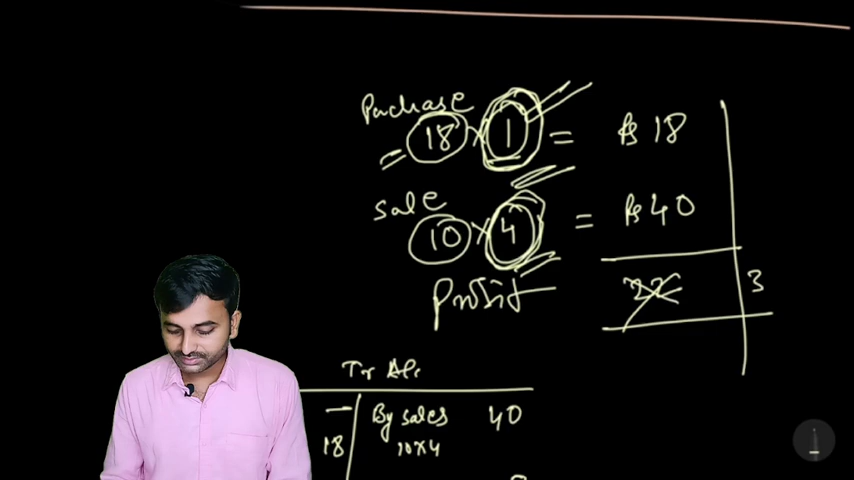 Purchase
18 × 1 = ₨ 18
Sale
10 × 4 = ₨ 40
Profit 22 3
Tr A/c
— By sales 40
18 10×4